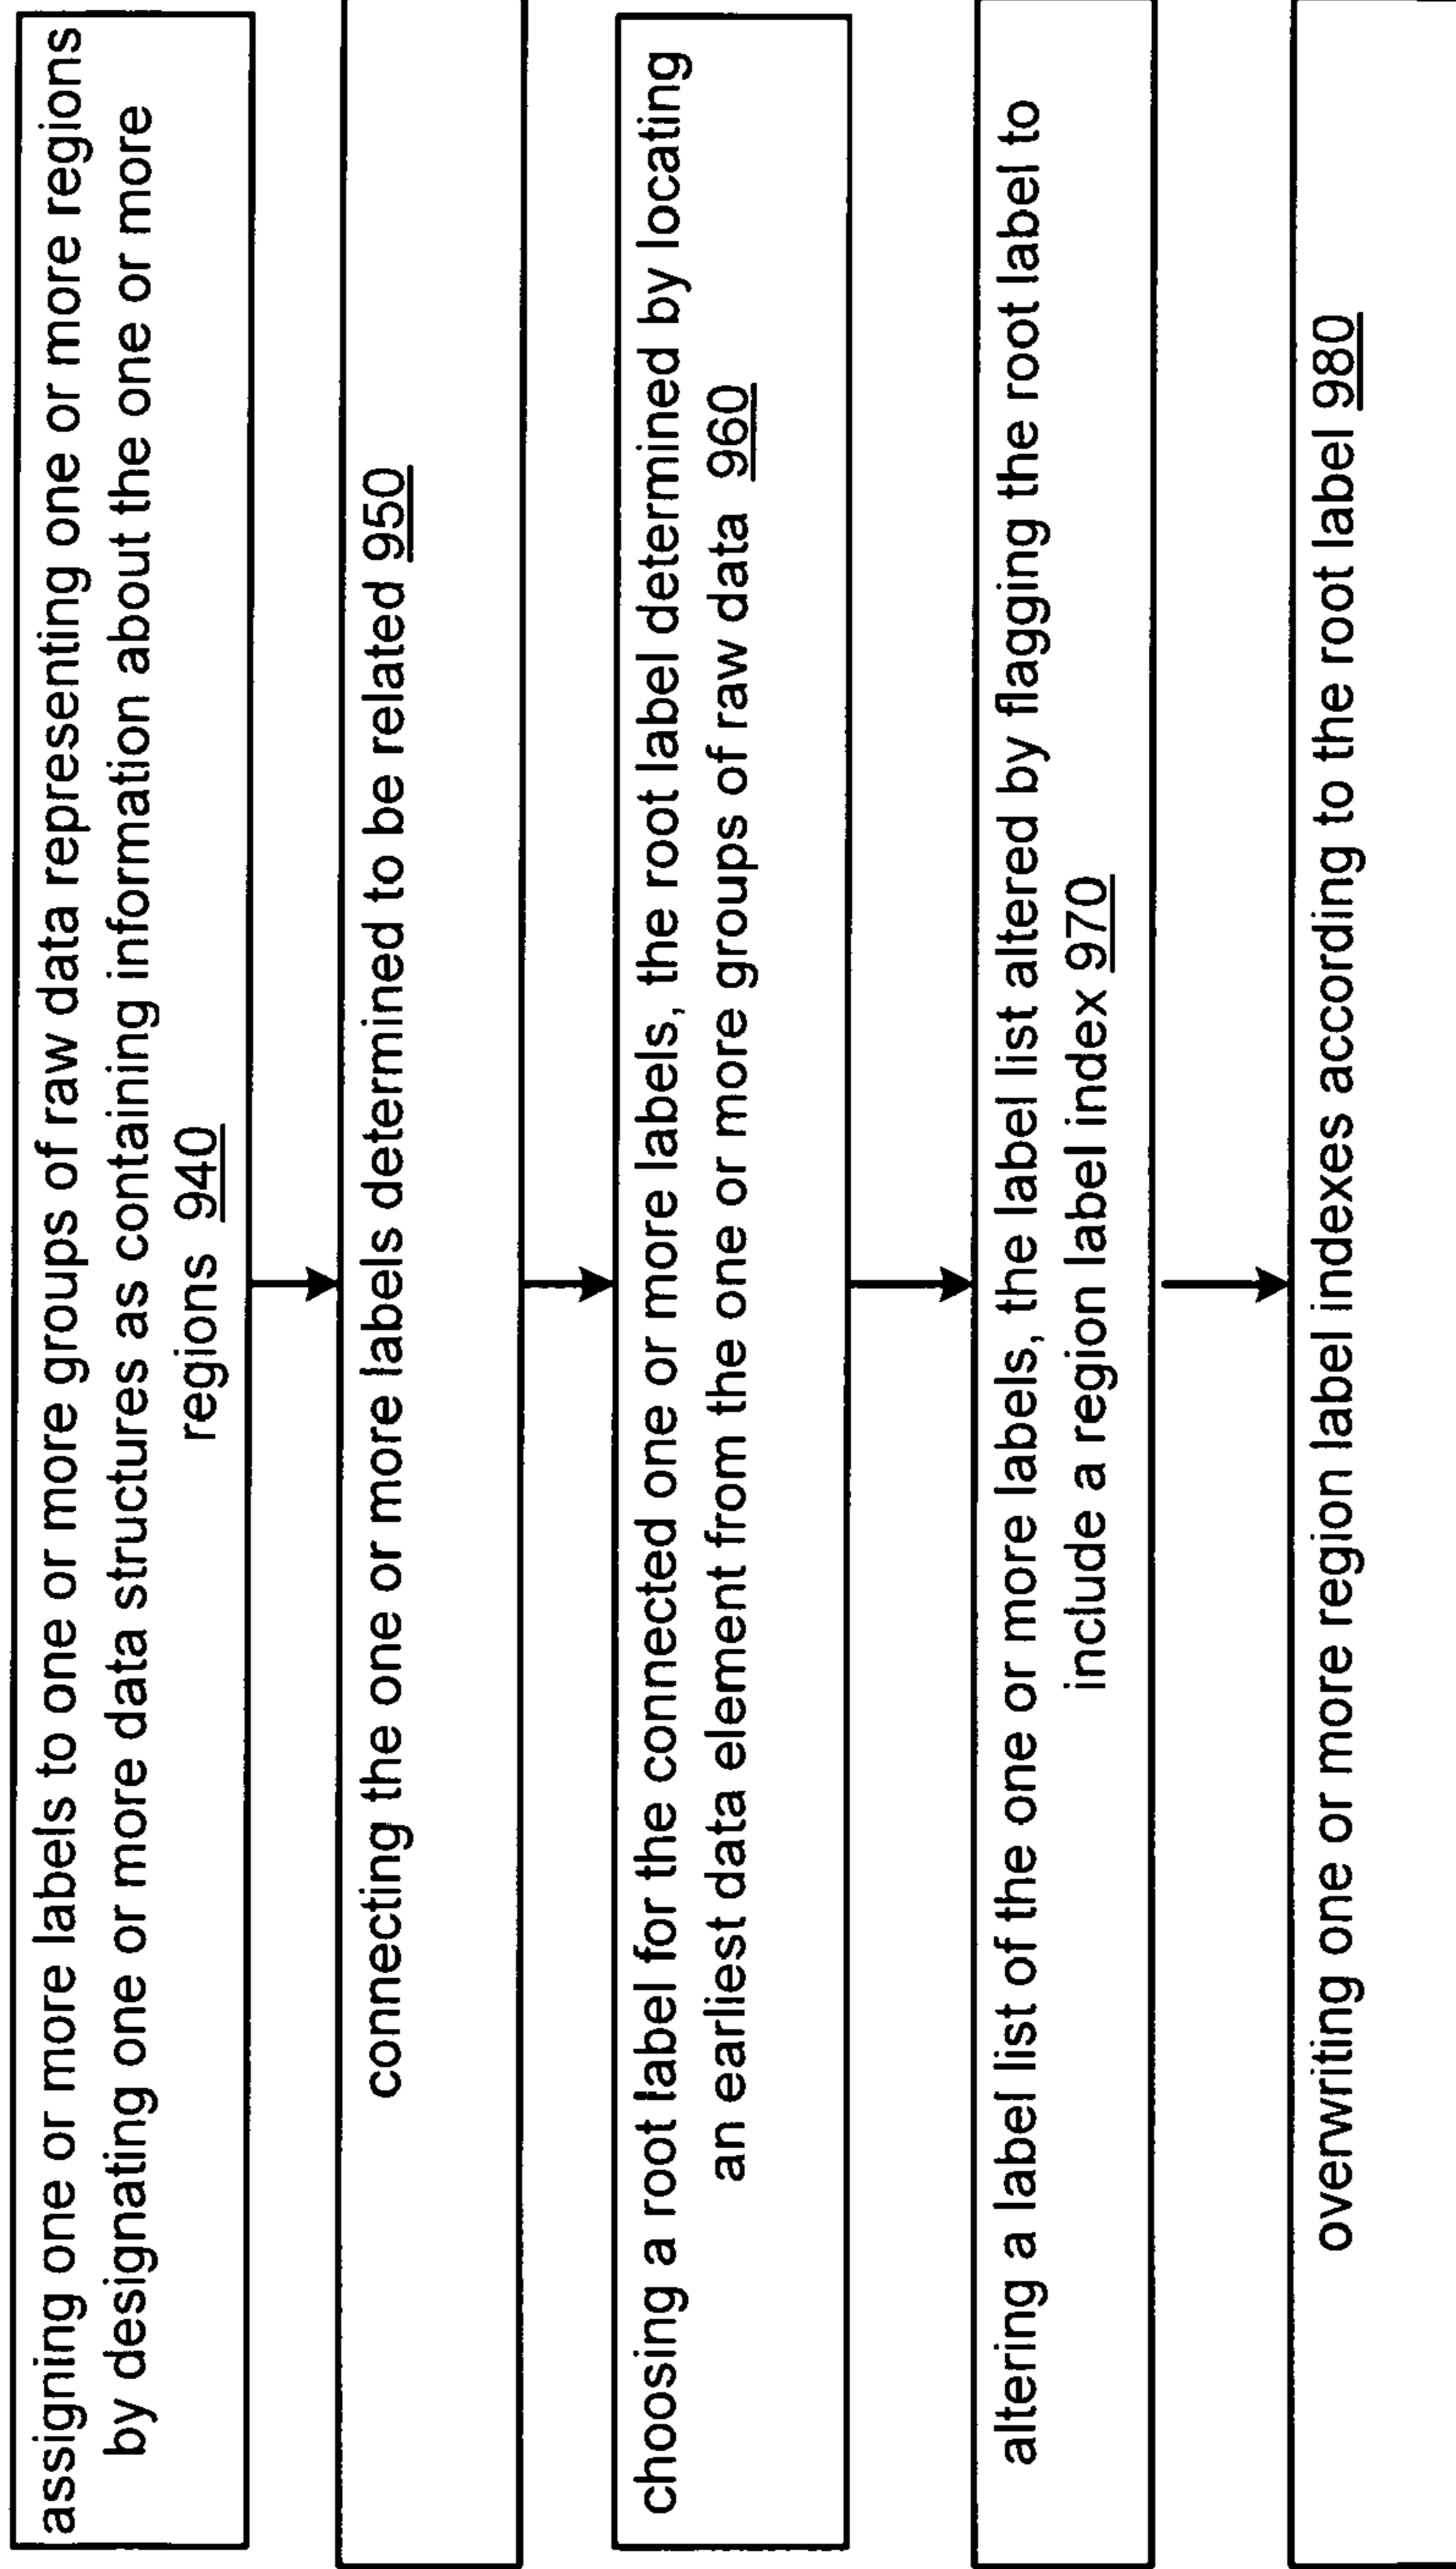 assigning one or more labels to one or more groups of raw data representing one or more regions
by designating one or more data structures as containing information about the one or more
regions 940
connecting the one or more labels determined to be related 950
choosing a root label for the connected one or more labels, the root label determined by locating
an earliest data element from the one or more groups of raw data 960
altering a label list of the one or more labels, the label list altered by flagging the root label to
include a region label index 970
overwriting one or more region label indexes according to the root label 980